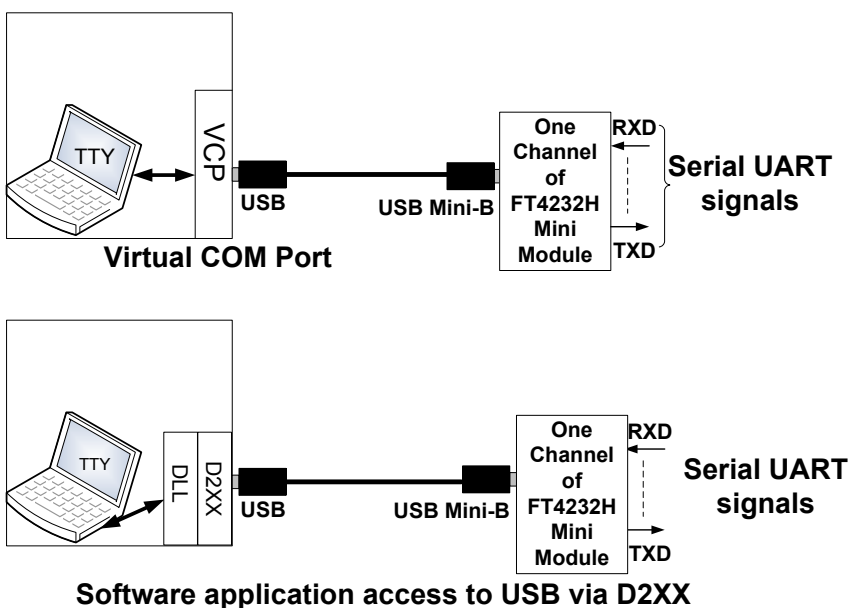 TTY
VCP
USB
USB Mini-B
One
Channel
of
FT4232H
Mini
Module
RXD
TXD
Serial UART
signals
Virtual COM Port
TTY
DLL
D2XX
USB
USB Mini-B
One
Channel
of
FT4232H
Mini
Module
RXD
TXD
Serial UART
signals
Software application access to USB via D2XX